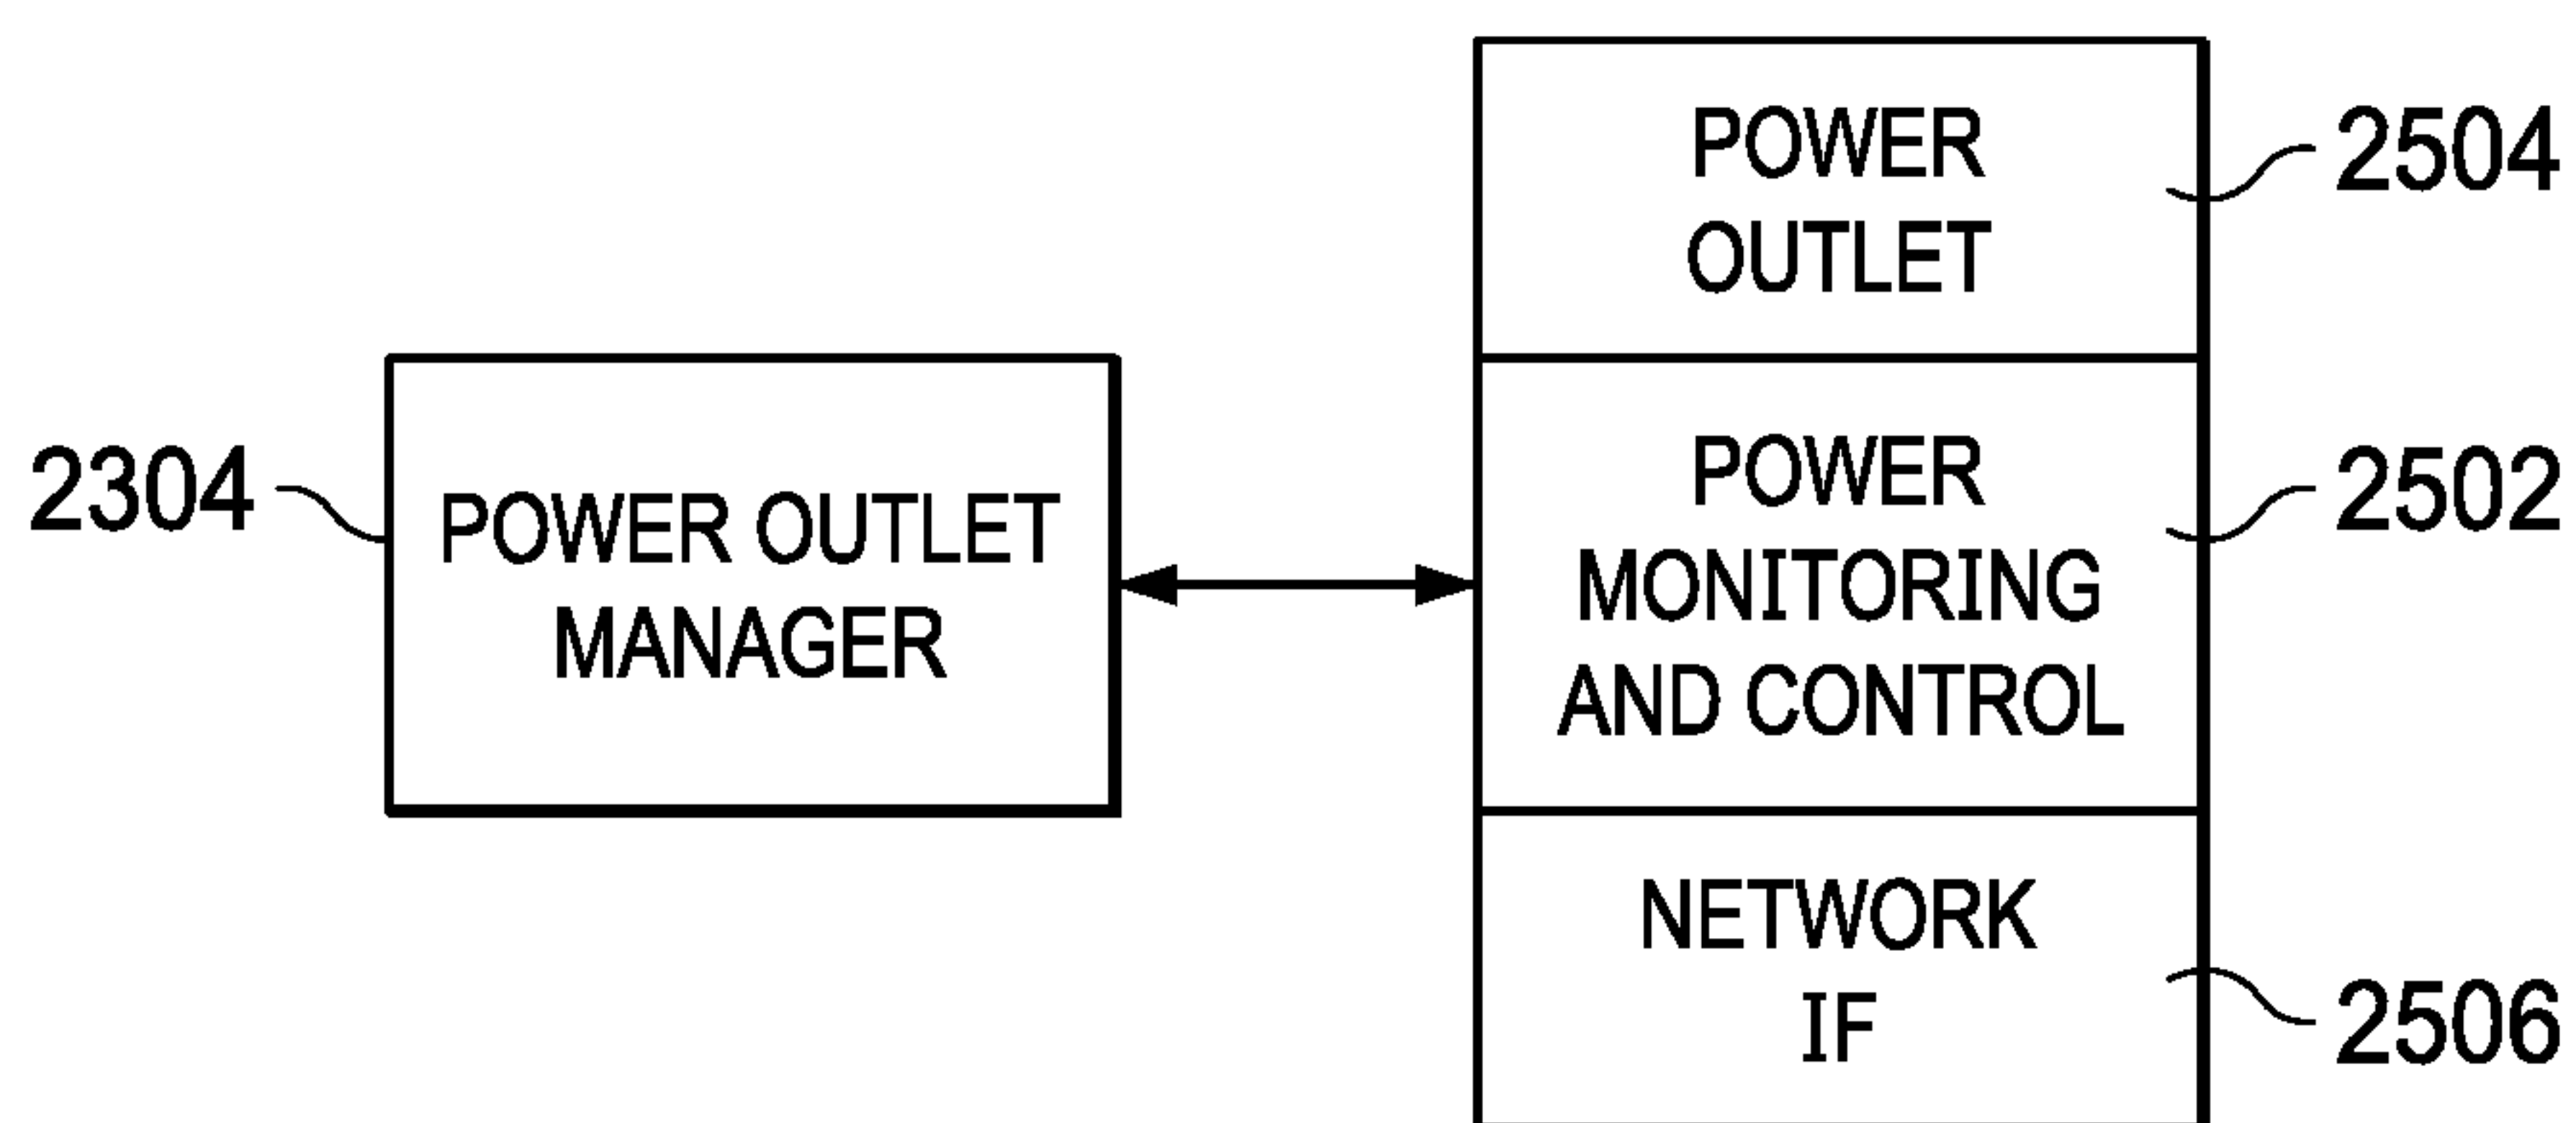 POWER
OUTLET
2504
2304
POWER OUTLET
MANAGER
POWER
MONITORING
AND CONTROL
2502
NETWORK
IF
2506